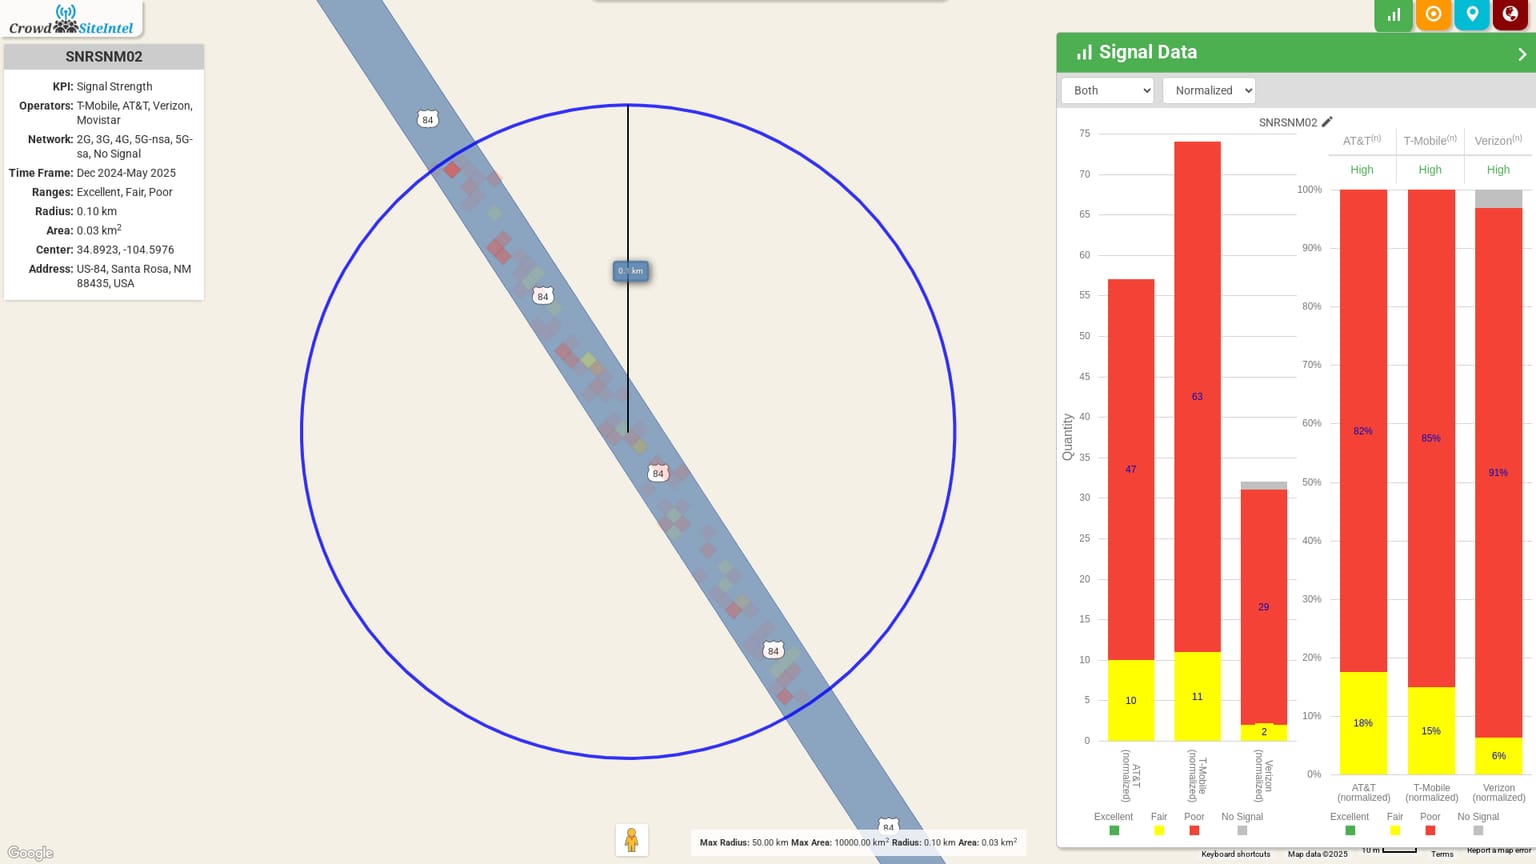 Crowd SiteIntel
SNRSNM02
KPI: Signal Strength
Operators: T-Mobile, AT&T, Verizon,
Movistar
Network: 2G, 3G, 4G, 5G-nsa, 5G-
sa, No Signal
Time Frame: Dec 2024-May 2025
Ranges: Excellent, Fair, Poor
Radius: 0.10 km
Area: 0.03 km²
Center: 34.8923, -104.5976
Address: US-84, Santa Rosa, NM
88435, USA
84
84
84
84
84
0.1 km
Google
Max Radius: 50.00 km Max Area: 10000.00 km² Radius: 0.10 km Area: 0.03 km²
Signal Data
Both
Normalized
SNRSNM02
75
70
65
60
55
50
45
40
35
30
25
20
15
10
5
0
Quantity
47
10
63
11
29
2
AT&T
(normalized)
T-Mobile
(normalized)
Verizon
(normalized)
Excellent Fair Poor No Signal
AT&T(n) T-Mobile(n) Verizon(n)
High High High
100%
90%
80%
70%
60%
50%
40%
30%
20%
10%
0%
82%
18%
85%
15%
91%
6%
AT&T
(normalized)
T-Mobile
(normalized)
Verizon
(normalized)
Excellent Fair Poor No Signal
Keyboard shortcuts Map data ©2025 10 m Terms Report a map error